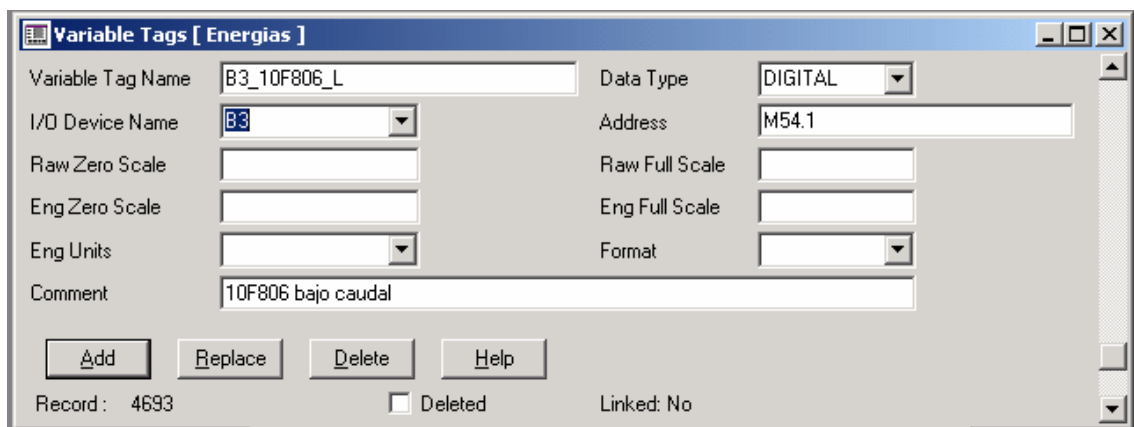 Variable Tags [ Energias ]
Variable Tag Name B3_10F806_L Data Type DIGITAL
I/O Device Name B3 Address M54.1
Raw Zero Scale Raw Full Scale
Eng Zero Scale Eng Full Scale
Eng Units Format
Comment 10F806 bajo caudal
Add Replace Delete Help
Record : 4693 Deleted Linked: No